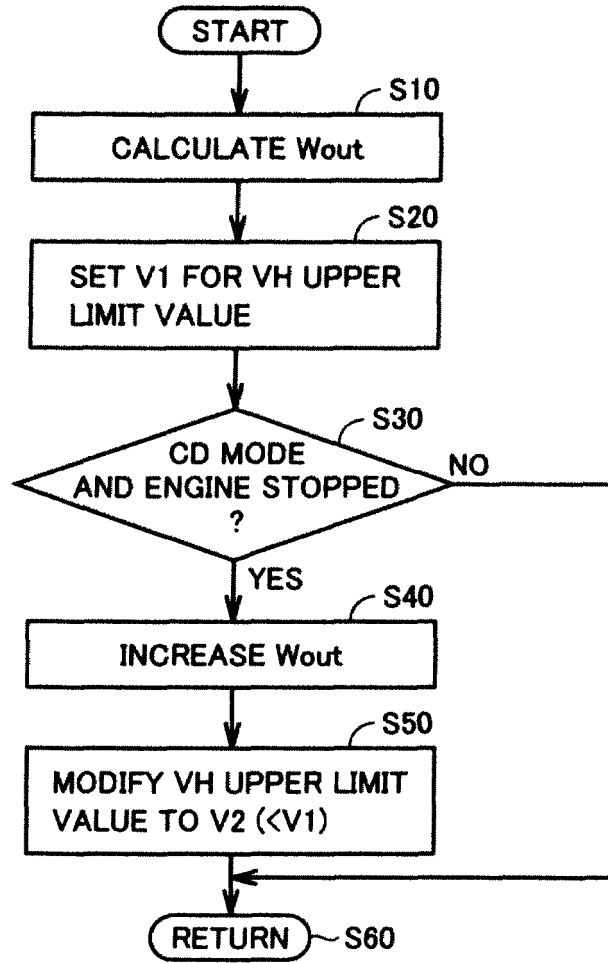 START
S10
CALCULATE Wout
S20
SET V1 FOR VH UPPER
LIMIT VALUE
S30
CD MODE
AND ENGINE STOPPED
?
NO
YES
S40
INCREASE Wout
S50
MODIFY VH UPPER LIMIT
VALUE TO V2 (<V1)
RETURN
S60